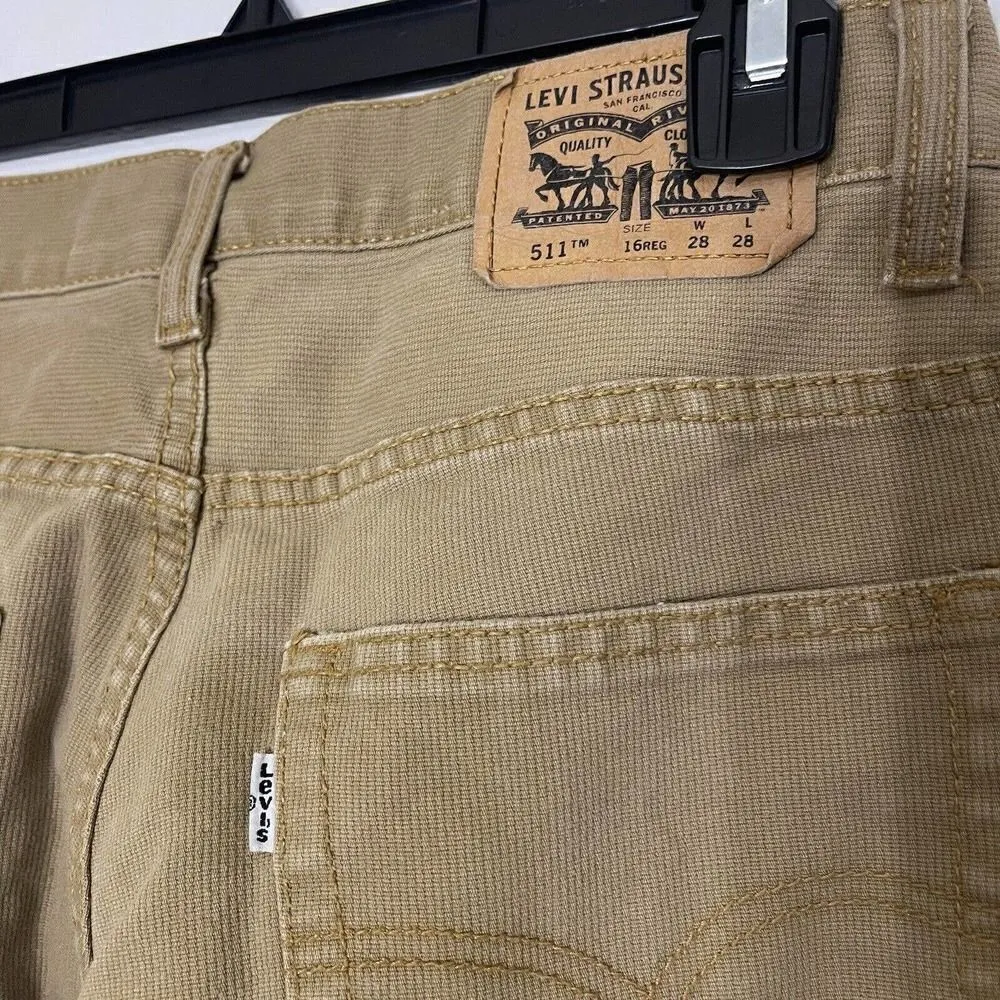 LEVI STRAUS
SAN FRANCISCO
CAL.
ORIGINAL RIV
QUALITY CLO
PATENTED MAY 20 1873
SIZE W L
511™ 16REG 28 28
Levi's
®